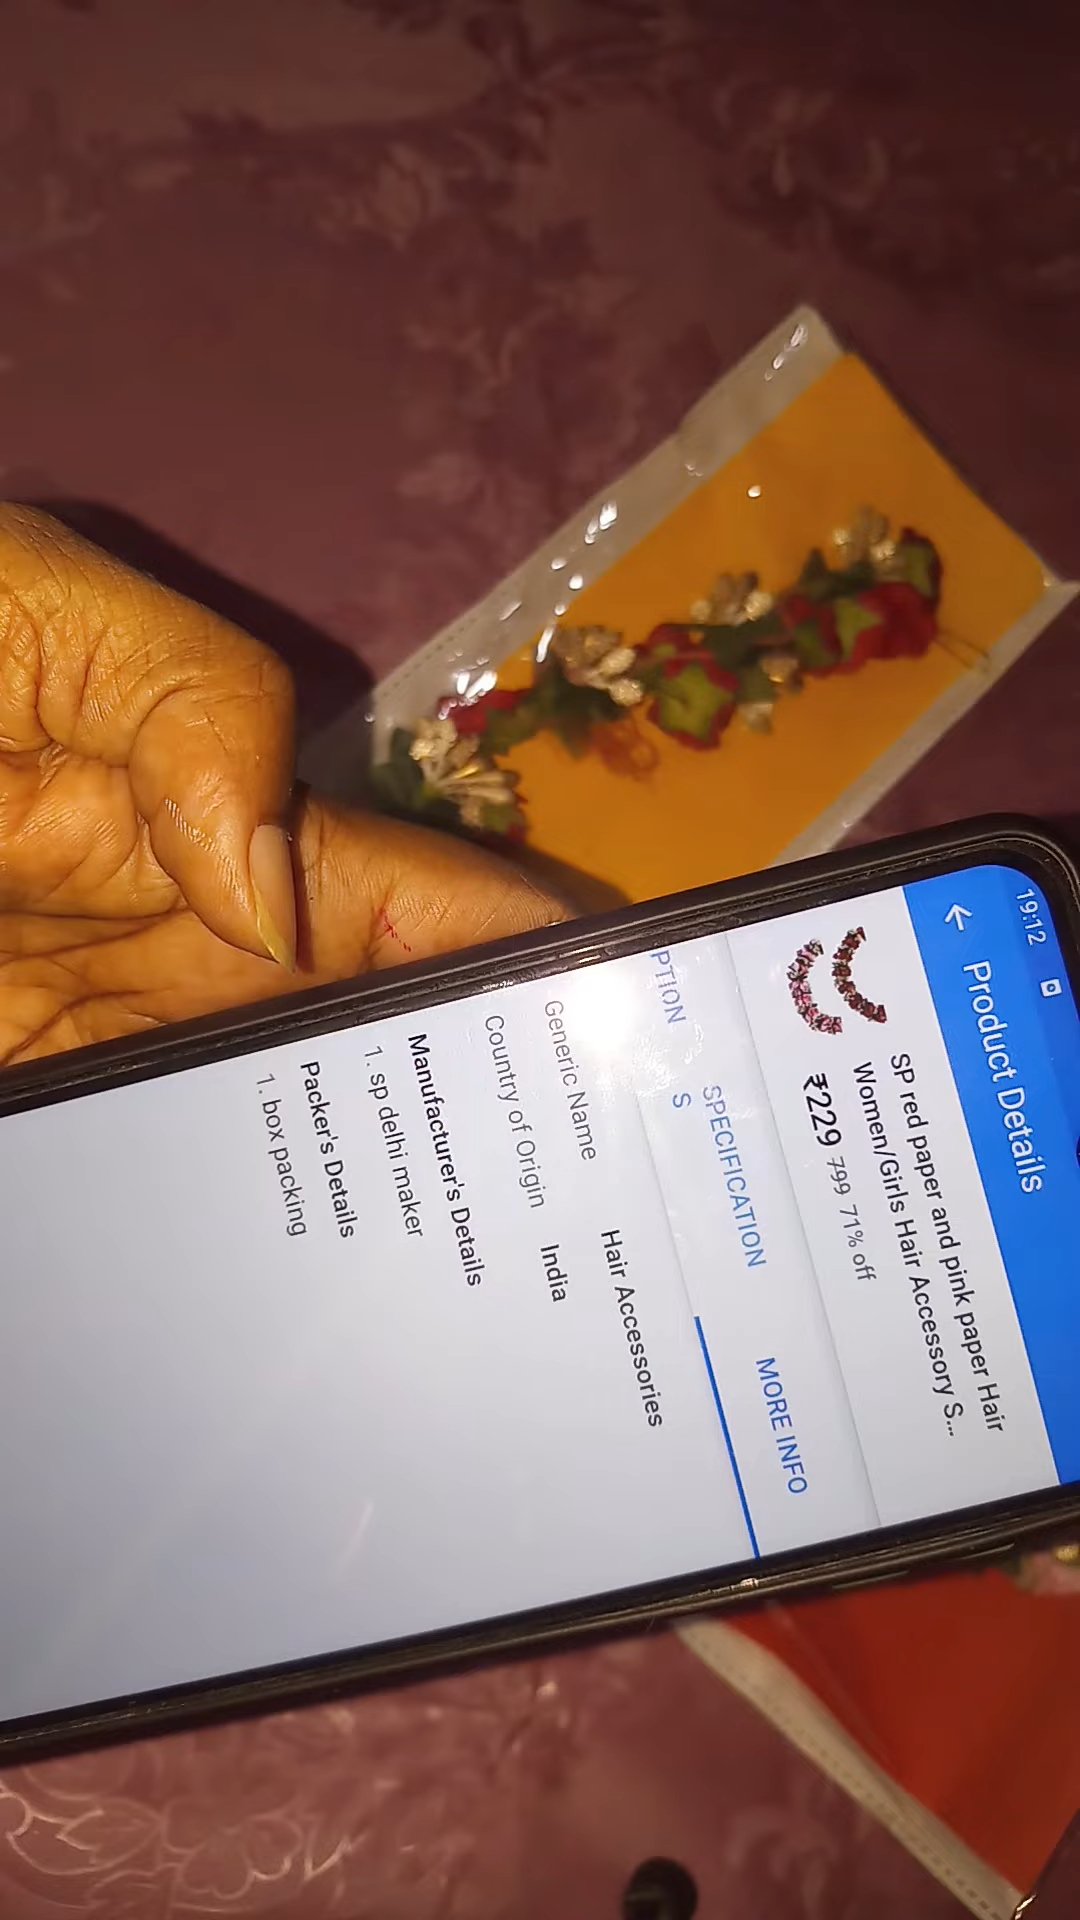 19:12
Product Details
SP red paper and pink paper Hair
Women/Girls Hair Accessory S...
₹229 799 71% off
PTION
SPECIFICATION
S
MORE INFO
Generic Name Hair Accessories
Country of Origin India
Manufacturer's Details
1. sp delhi maker
Packer's Details
1. box packing